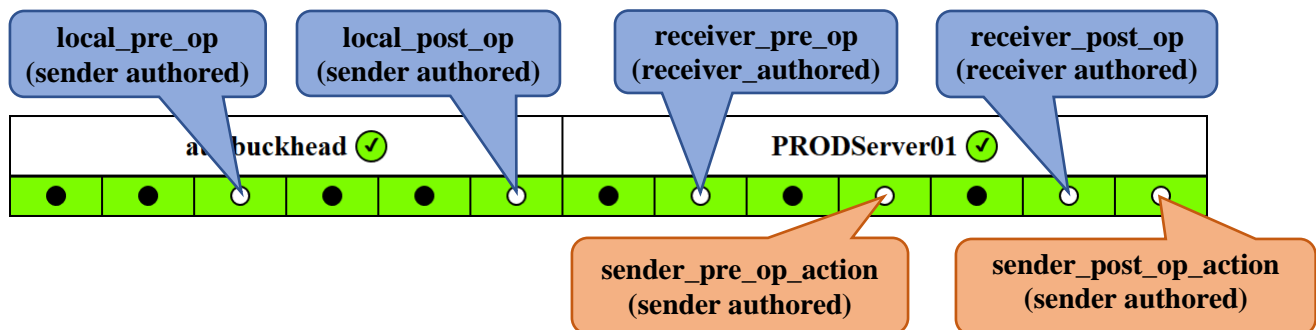 local_pre_op
(sender authored)
local_post_op
(sender authored)
receiver_pre_op
(receiver_authored)
receiver_post_op
(receiver authored)
buckhead
PRODServer01
sender_pre_op_action
(sender authored)
sender_post_op_action
(sender authored)